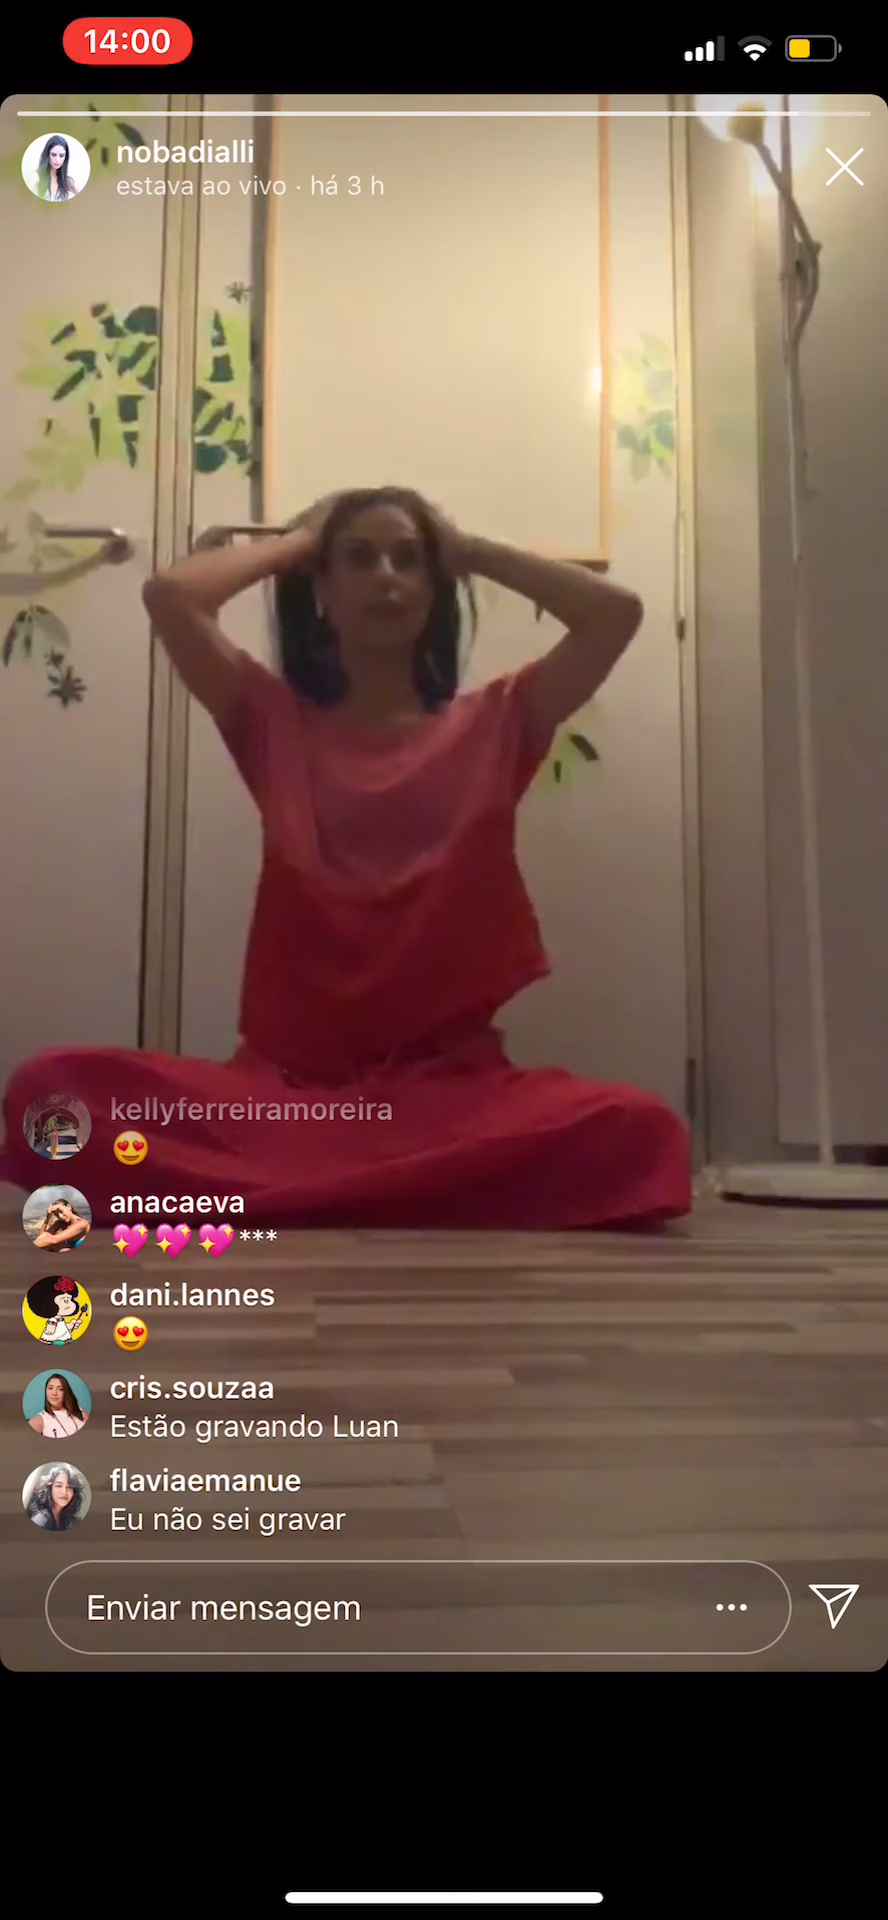 14:00
nobadialli
estava ao vivo · há 3 h
kellyferreiramoreira
😍
anacaeva
💖💖💖***
dani.lannes
😍
cris.souzaa
Estão gravando Luan
flaviaemanue
Eu não sei gravar
Enviar mensagem